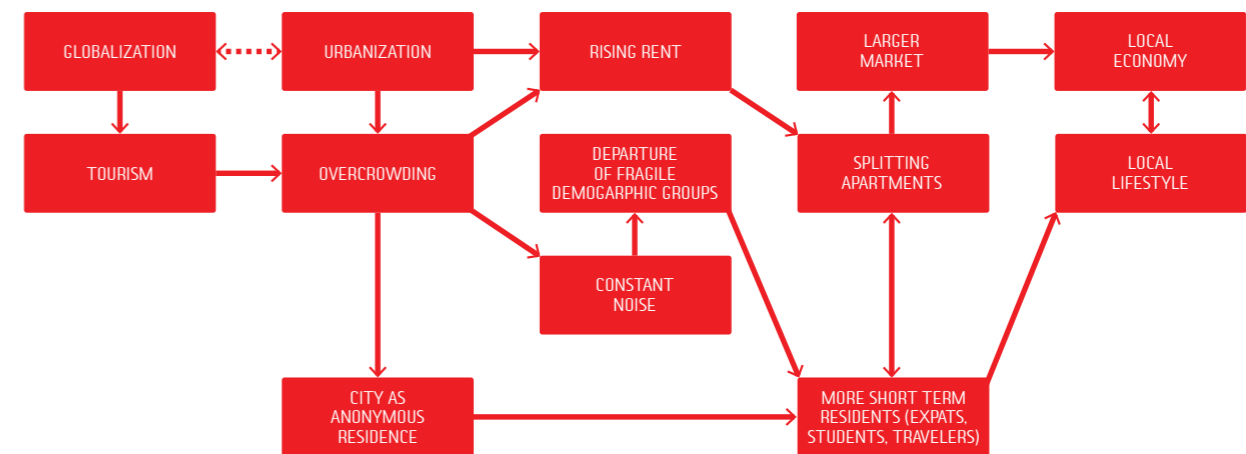 GLOBALIZATION
URBANIZATION
RISING RENT
LARGER
MARKET
LOCAL
ECONOMY
TOURISM
OVERCROWDING
DEPARTURE
OF FRAGILE
DEMOGARPHIC GROUPS
SPLITTING
APARTMENTS
LOCAL
LIFESTYLE
CONSTANT
NOISE
CITY AS
ANONYMOUS
RESIDENCE
MORE SHORT TERM
RESIDENTS (EXPATS,
STUDENTS, TRAVELERS)